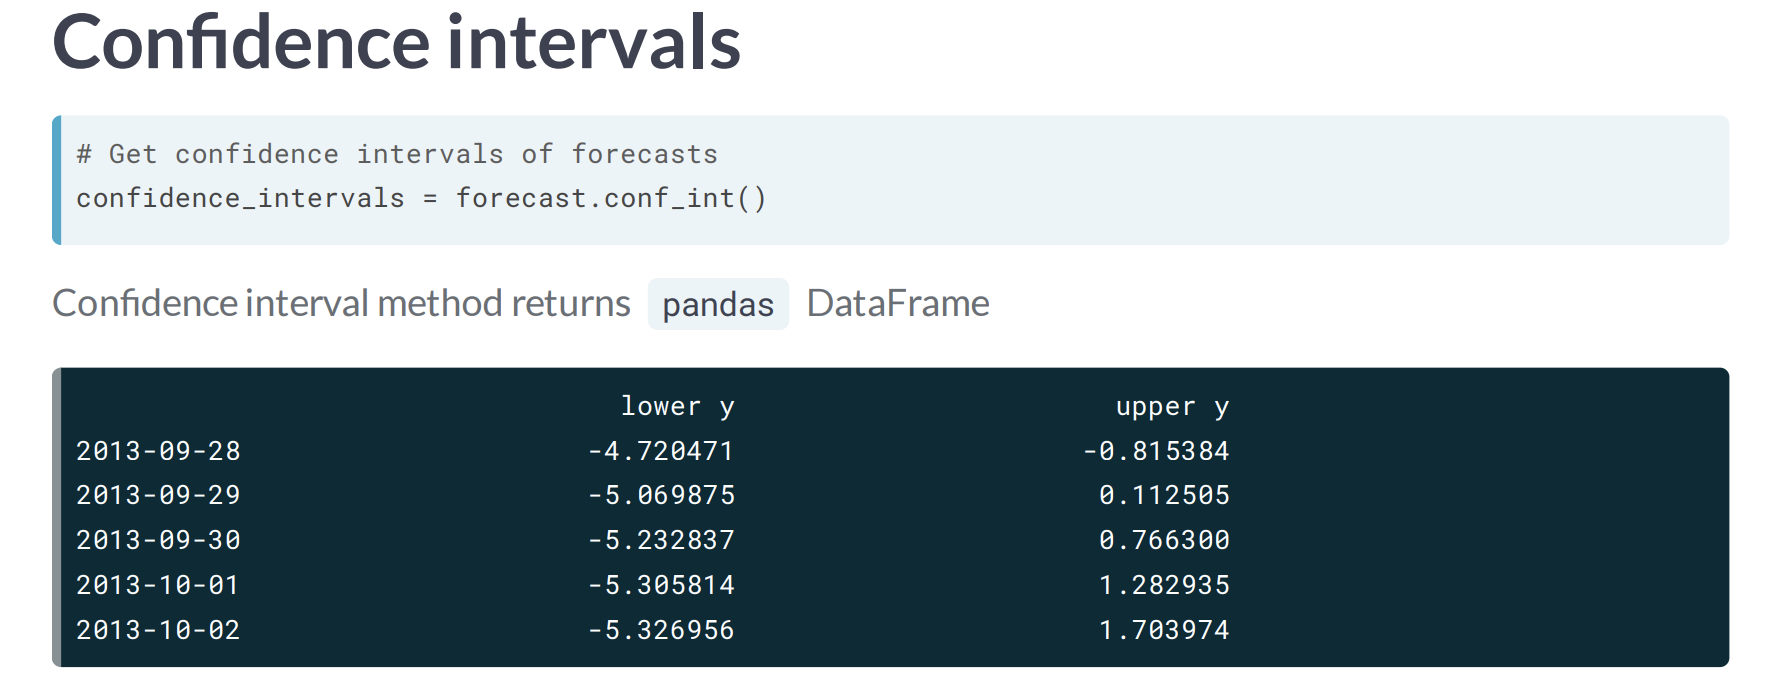 Confidence intervals
# Get confidence intervals of forecasts
confidence_intervals = forecast.conf_int()
Confidence interval method returns pandas DataFrame
lower y upper y
2013-09-28 -4.720471 -0.815384
2013-09-29 -5.069875 0.112505
2013-09-30 -5.232837 0.766300
2013-10-01 -5.305814 1.282935
2013-10-02 -5.326956 1.703974